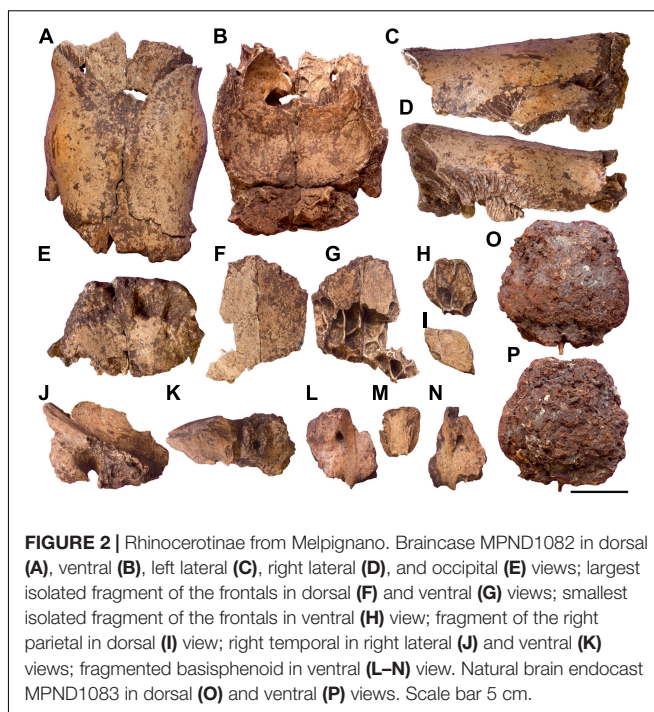 A
B
C
D
E
F
G
H
I
O
P
J
K
L
M
N
FIGURE 2 | Rhinocerotinae from Melpignano. Braincase MPND1082 in dorsal
(A), ventral (B), left lateral (C), right lateral (D), and occipital (E) views; largest
isolated fragment of the frontals in dorsal (F) and ventral (G) views; smallest
isolated fragment of the frontals in ventral (H) view; fragment of the right
parietal in dorsal (I) view; right temporal in right lateral (J) and ventral (K)
views; fragmented basisphenoid in ventral (L–N) view. Natural brain endocast
MPND1083 in dorsal (O) and ventral (P) views. Scale bar 5 cm.